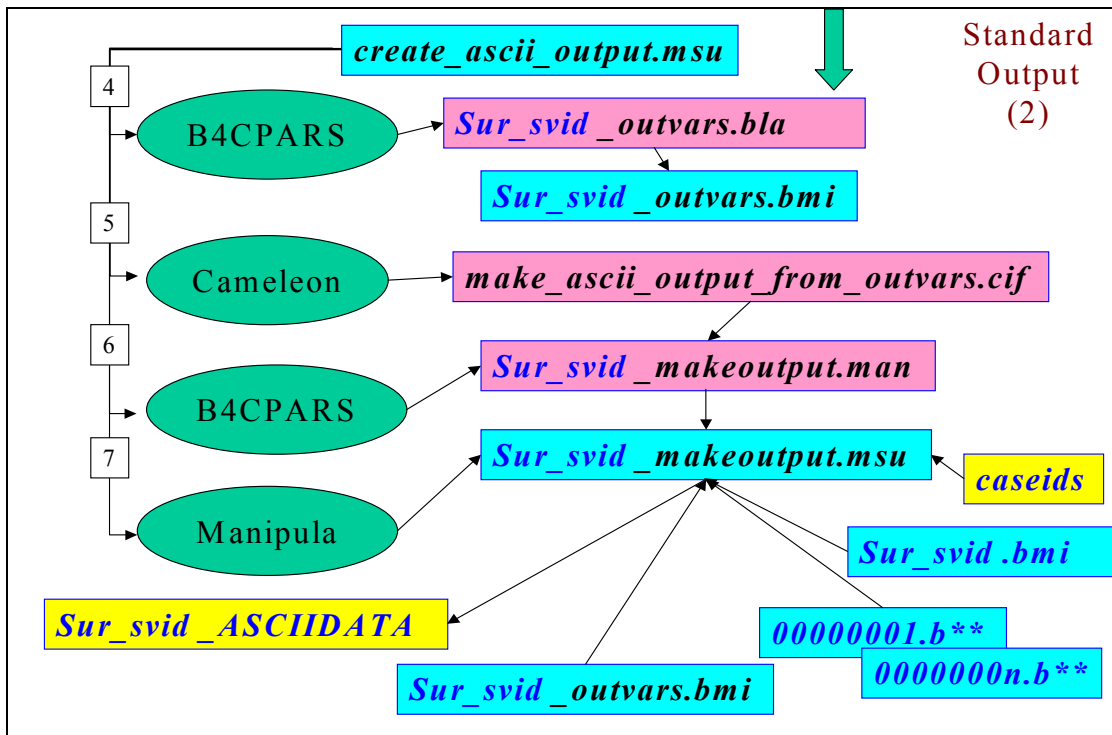 create_ascii_output.msu
Standard
Output
(2)
4
B4CPARS
Sur_svid _outvars.bla
Sur_svid _outvars.bmi
5
Cameleon
make_ascii_output_from_outvars.cif
6
B4CPARS
Sur_svid _makeoutput.man
7
Sur_svid _makeoutput.msu
caseids
Manipula
Sur_svid .bmi
Sur_svid _ASCIIDATA
00000001.b**
0000000n.b**
Sur_svid _outvars.bmi